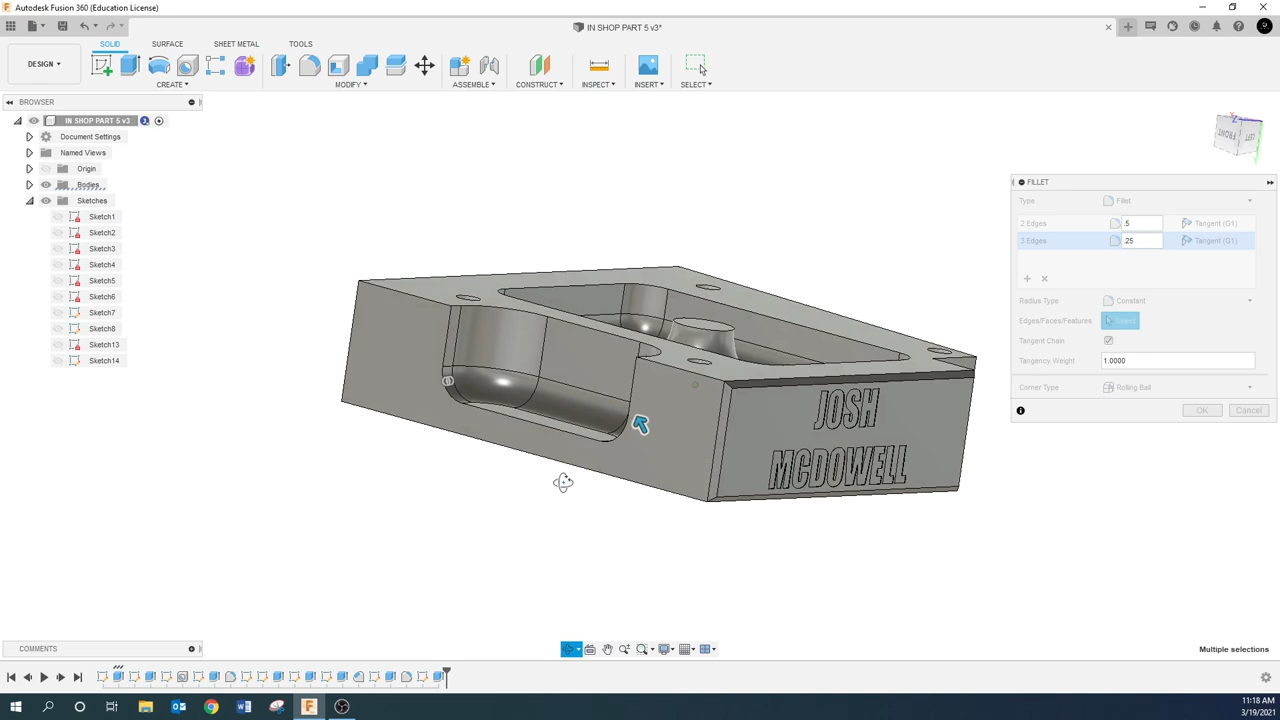 Autodesk Fusion 360 (Education License)
IN SHOP PART 5 v3*
SOLID SURFACE SHEET METAL TOOLS
DESIGN
CREATE MODIFY ASSEMBLE CONSTRUCT INSPECT INSERT SELECT
BROWSER
IN SHOP PART 5 v3
Document Settings
Named Views
Origin
Bodies
Sketches
Sketch1
Sketch2
Sketch3
Sketch4
Sketch5
Sketch6
Sketch7
Sketch8
Sketch13
Sketch14
FRONT LEFT
FILLET
Type Fillet
2 Edges .5 Tangent (G1)
3 Edges .25 Tangent (G1)
Radius Type Constant
Edges/Faces/Features Select
Tangent Chain
Tangency Weight 1.0000
Corner Type Rolling Ball
OK Cancel
JOSH
MCDOWELL
COMMENTS
Multiple selections
11:18 AM
3/19/2021